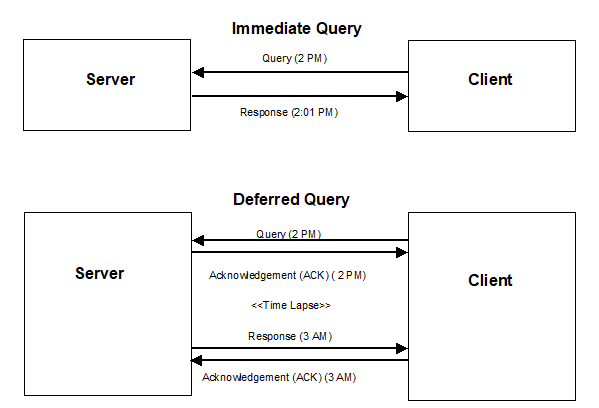 Immediate Query
Query (2 PM)
Server
Client
Response (2:01 PM)
Deferred Query
Query (2 PM)
Acknowledgement (ACK) ( 2 PM)
Server
Client
<<Time Lapse>>
Response (3 AM)
Acknowledgement (ACK) (3 AM)